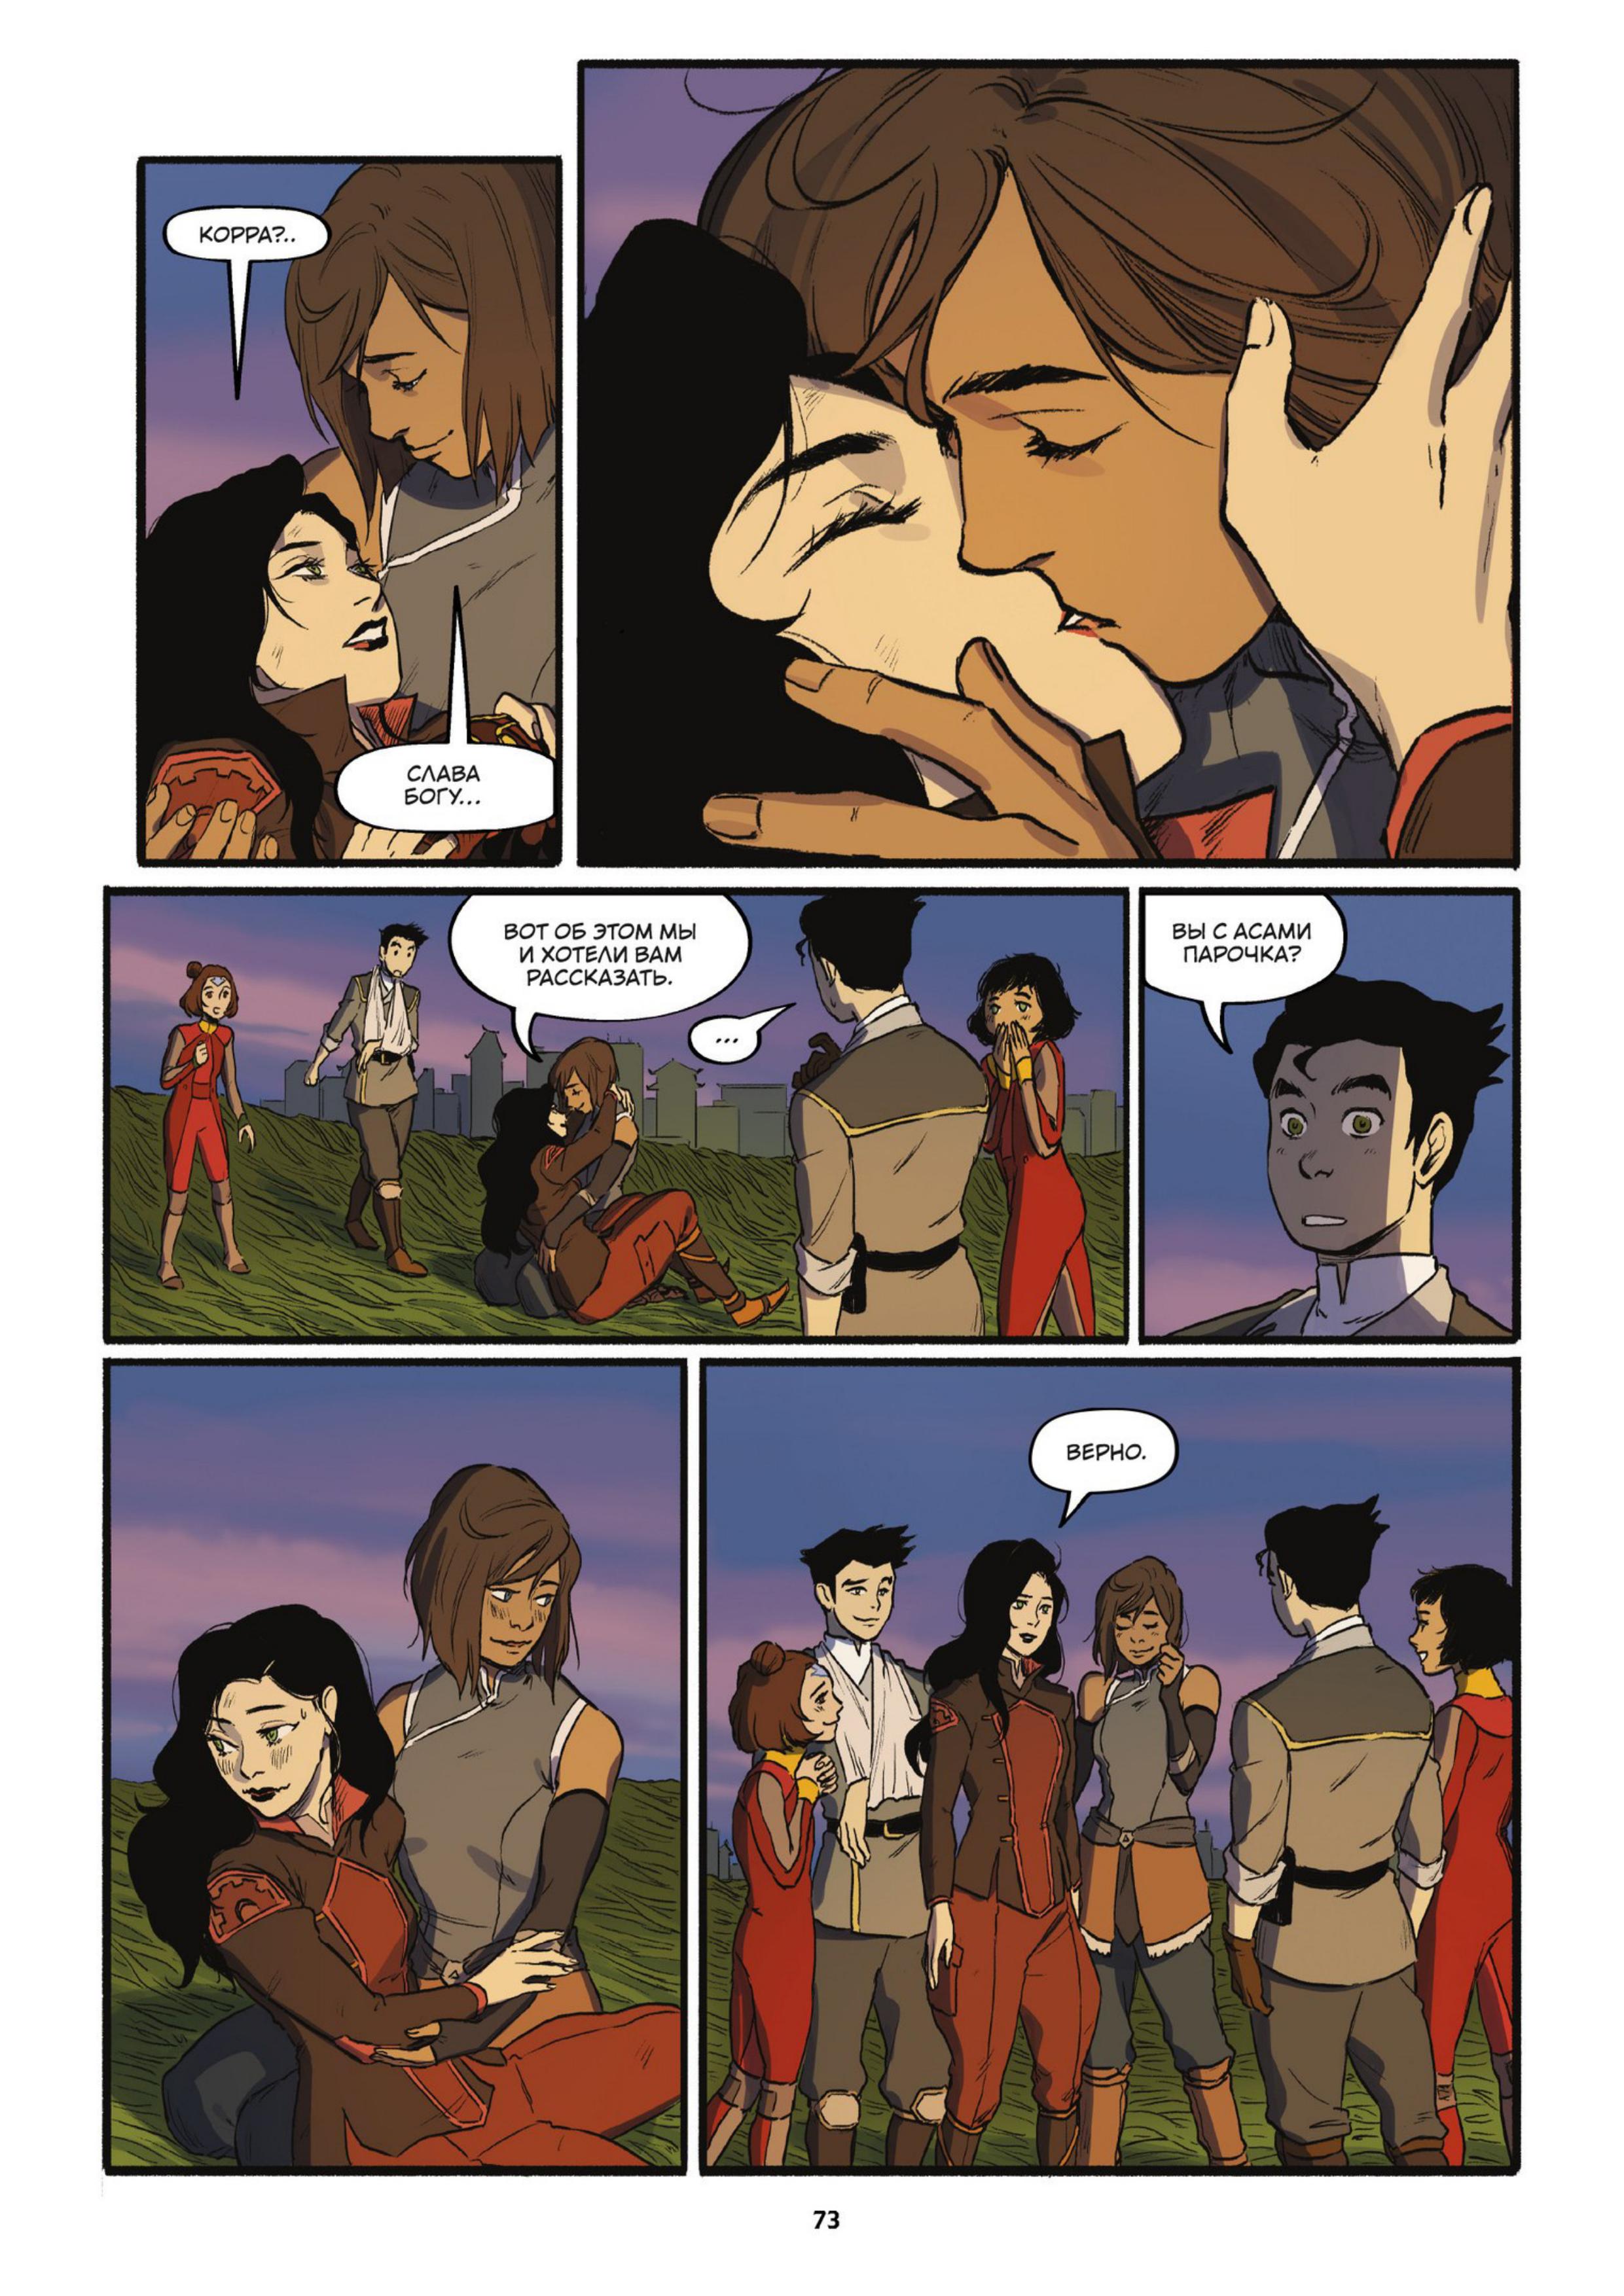 КОРРА?..
СЛАВА
БОГУ...
ВОТ ОБ ЭТОМ МЫ
И ХОТЕЛИ ВАМ
РАССКАЗАТЬ.
...
ВЫ С АСАМИ
ПАРОЧКА?
ВЕРНО.
73